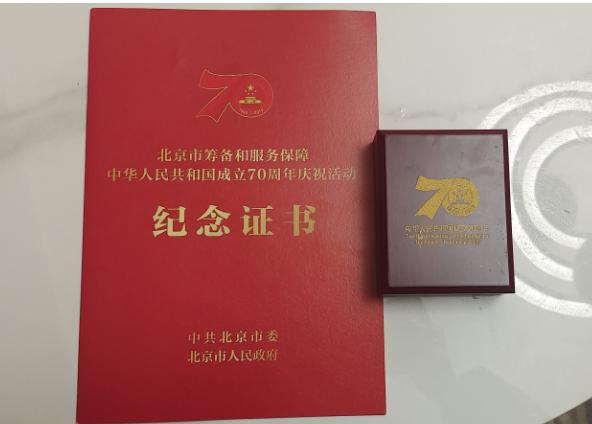 70
北京市筹备和服务保障
中华人民共和国成立70周年庆祝活动
纪念证书
中共北京市委
北京市人民政府
70